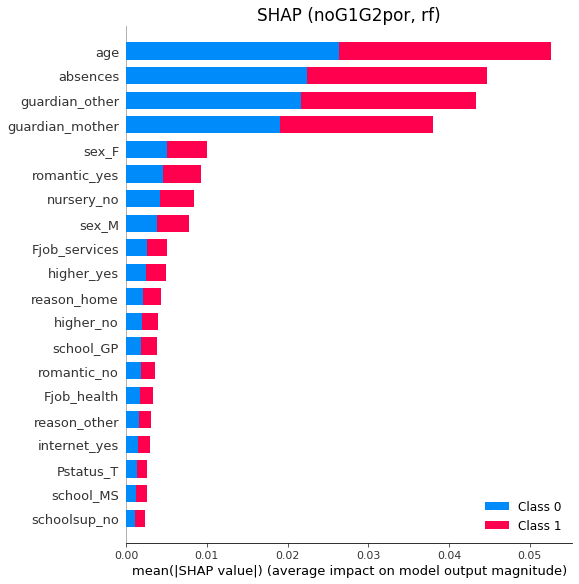 SHAP (noG1G2por, rf)
age
absences
guardian_other
guardian_mother
sex_F
romantic_yes
nursery_no
sex_M
Fjob_services
higher_yes
reason_home
higher_no
school_GP
romantic_no
Fjob_health
reason_other
internet_yes
Pstatus_T
school_MS
schoolsup_no
Class 0
Class 1
0.00 0.01 0.02 0.03 0.04 0.05
mean(|SHAP value|) (average impact on model output magnitude)